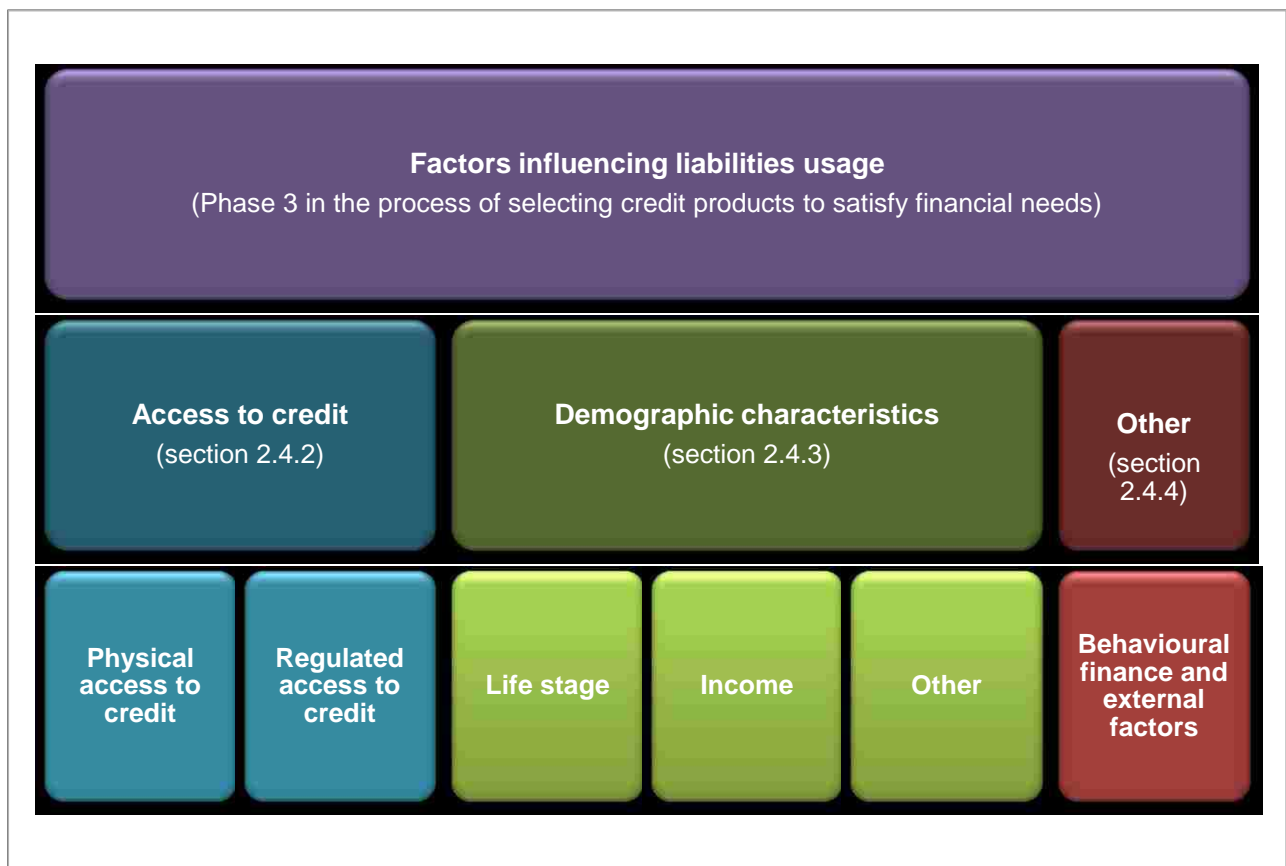 Factors influencing liabilities usage
(Phase 3 in the process of selecting credit products to satisfy financial needs)
Access to credit
(section 2.4.2)
Demographic characteristics
(section 2.4.3)
Other
(section
2.4.4)
Physical
access to
credit
Regulated
access to
credit
Life stage
Income
Other
Behavioural
finance and
external
factors